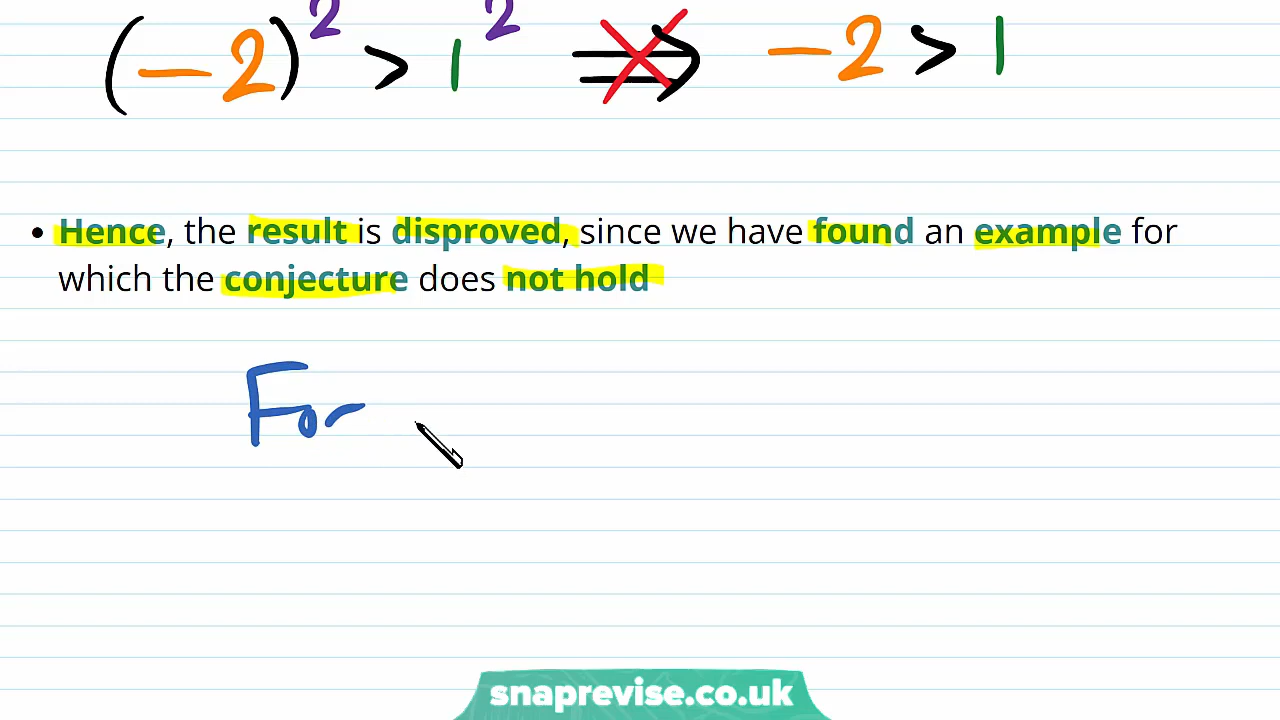 (-2)² > 1² ⇏ -2 > 1
• Hence, the result is disproved, since we have found an example for
which the conjecture does not hold
For
snaprevise.co.uk